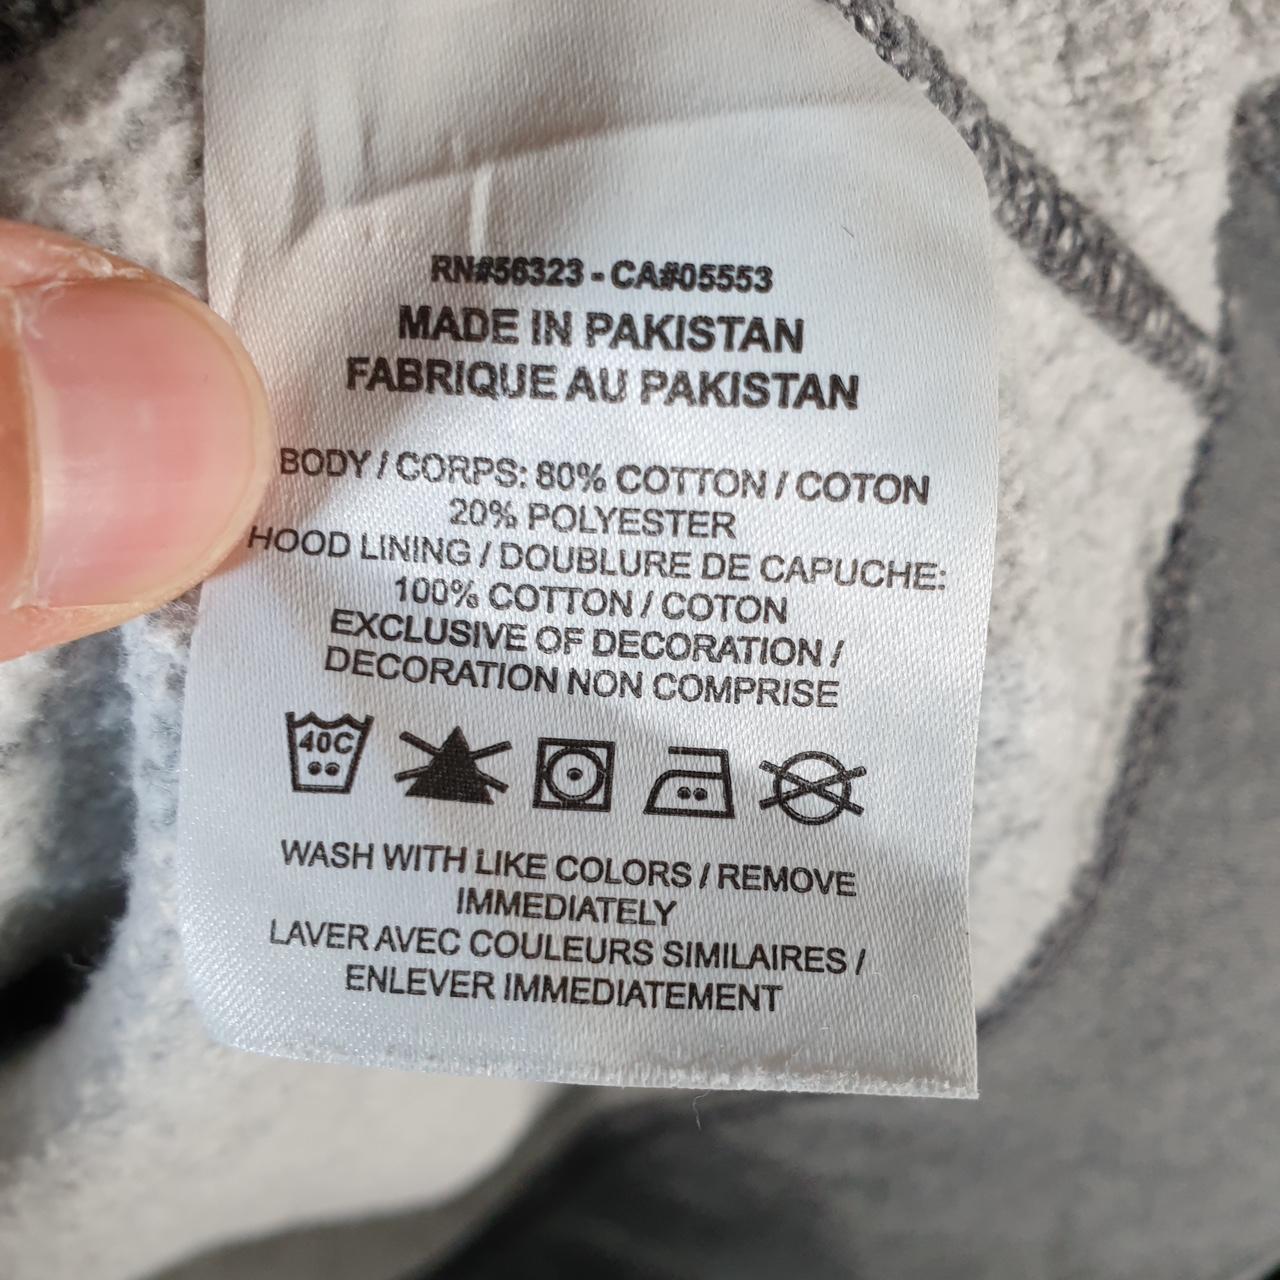 RN#56323 - CA#05553
MADE IN PAKISTAN
FABRIQUE AU PAKISTAN
BODY / CORPS: 80% COTTON / COTON
20% POLYESTER
HOOD LINING / DOUBLURE DE CAPUCHE:
100% COTTON / COTON
EXCLUSIVE OF DECORATION /
DECORATION NON COMPRISE
40C
WASH WITH LIKE COLORS / REMOVE
IMMEDIATELY
LAVER AVEC COULEURS SIMILAIRES /
ENLEVER IMMEDIATEMENT